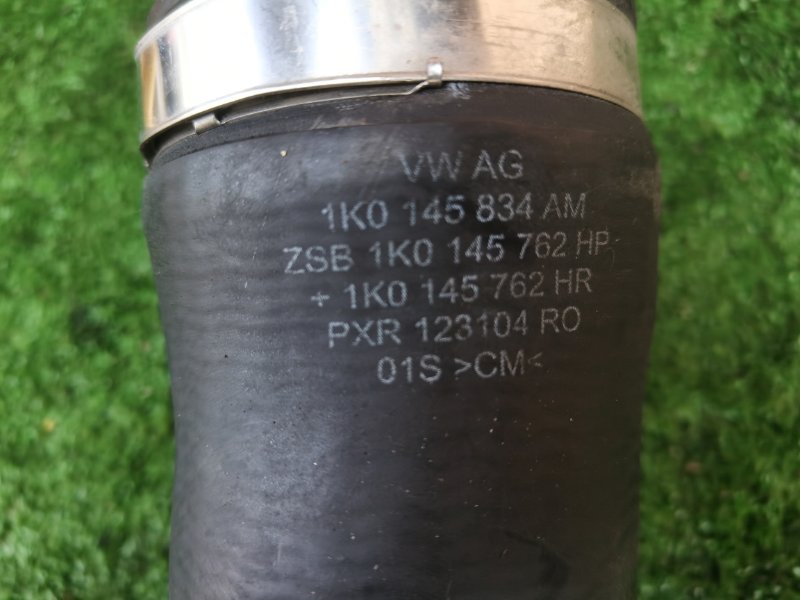 VW AG
1K0 145 834 AM
ZSB 1K0 145 762 HP
+ 1K0 145 762 HR
PXR 123104 RO
01S >CM<